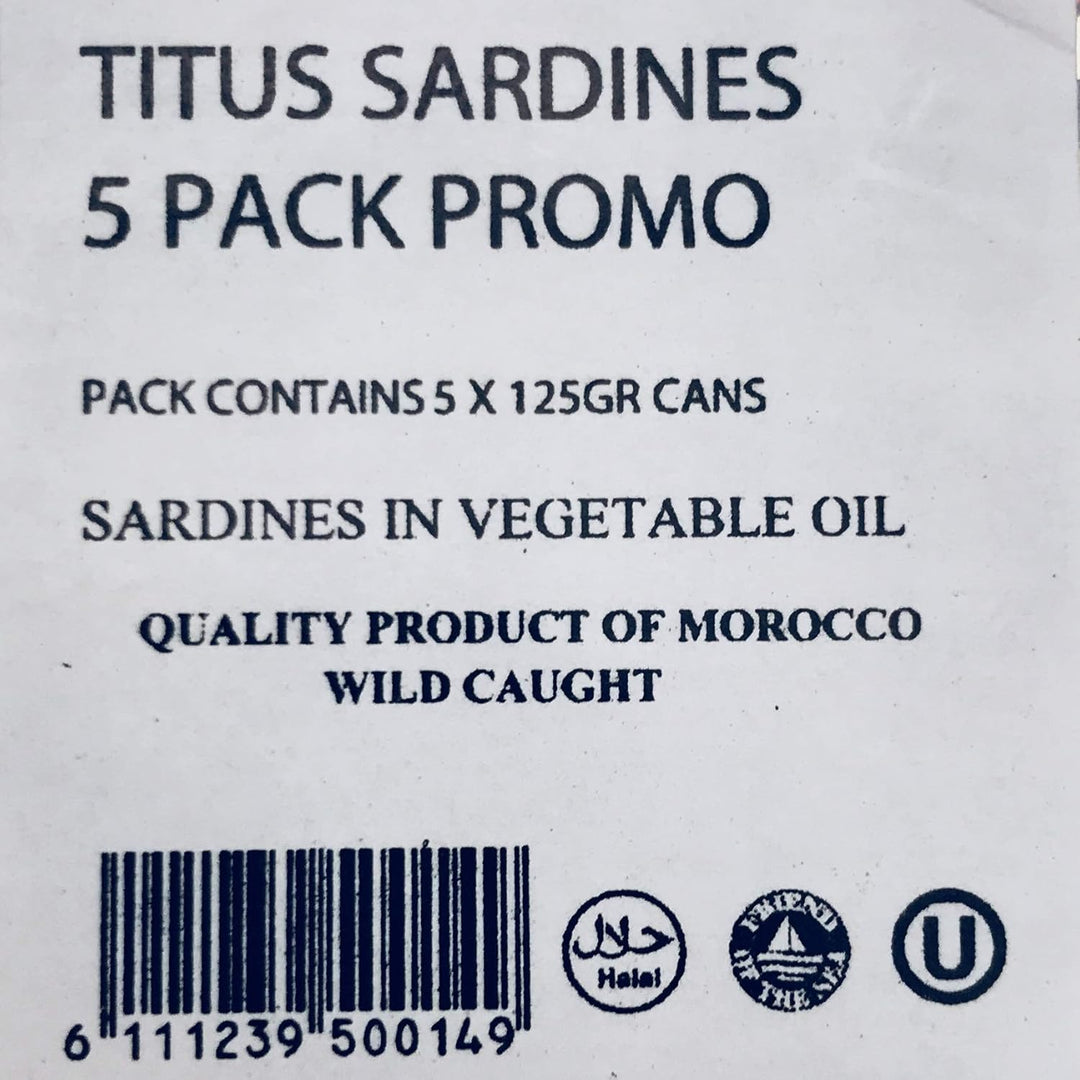 TITUS SARDINES
5 PACK PROMO
PACK CONTAINS 5 X 125GR CANS
SARDINES IN VEGETABLE OIL
QUALITY PRODUCT OF MOROCCO
WILD CAUGHT
6 111239 500149
حلال
Halal
FRIEND
OF THE SEA
U